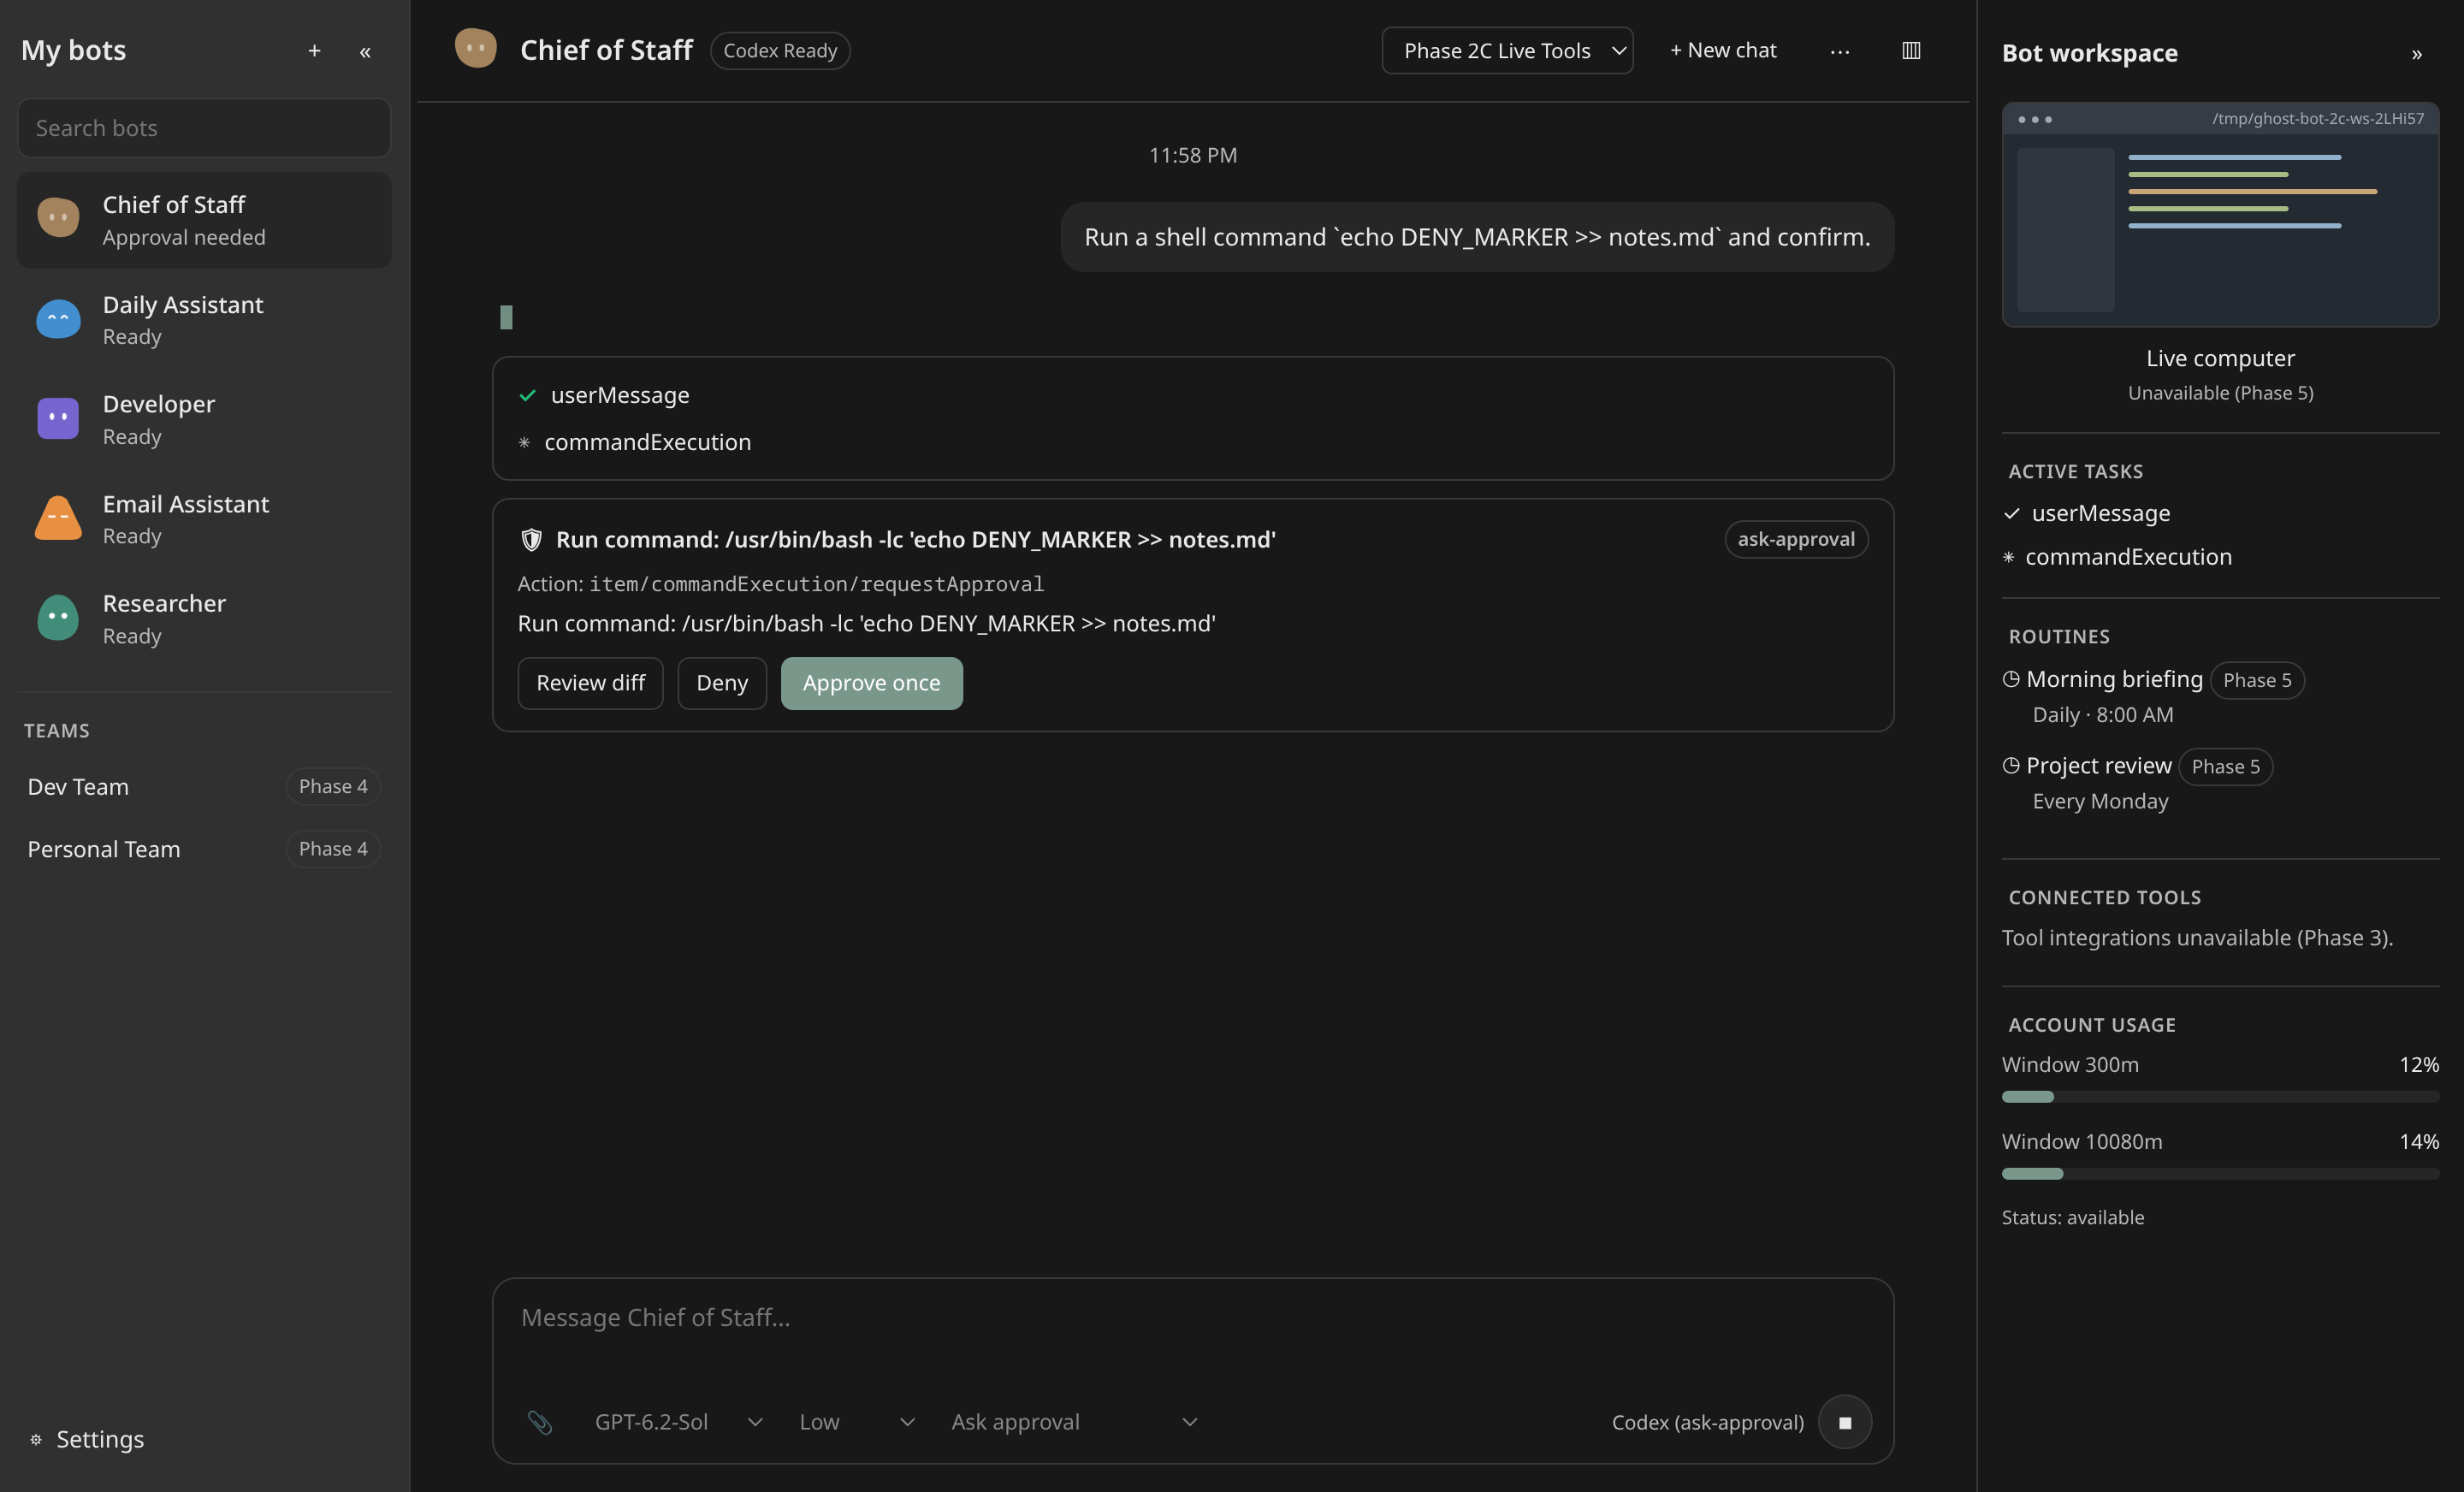 My bots + «
Search bots
Chief of Staff
Approval needed
Daily Assistant
Ready
Developer
Ready
Email Assistant
Ready
Researcher
Ready
TEAMS
Dev Team Phase 4
Personal Team Phase 4
Settings
Chief of Staff Codex Ready Phase 2C Live Tools + New chat ...
11:58 PM
Run a shell command `echo DENY_MARKER >> notes.md` and confirm.
userMessage
commandExecution
Run command: /usr/bin/bash -lc 'echo DENY_MARKER >> notes.md' ask-approval
Action: item/commandExecution/requestApproval
Run command: /usr/bin/bash -lc 'echo DENY_MARKER >> notes.md'
Review diff Deny Approve once
Message Chief of Staff...
GPT-6.2-Sol Low Ask approval Codex (ask-approval)
Bot workspace »
/tmp/ghost-bot-2c-ws-2LHi57
Live computer
Unavailable (Phase 5)
ACTIVE TASKS
userMessage
commandExecution
ROUTINES
Morning briefing Phase 5
Daily · 8:00 AM
Project review Phase 5
Every Monday
CONNECTED TOOLS
Tool integrations unavailable (Phase 3).
ACCOUNT USAGE
Window 300m 12%
Window 10080m 14%
Status: available